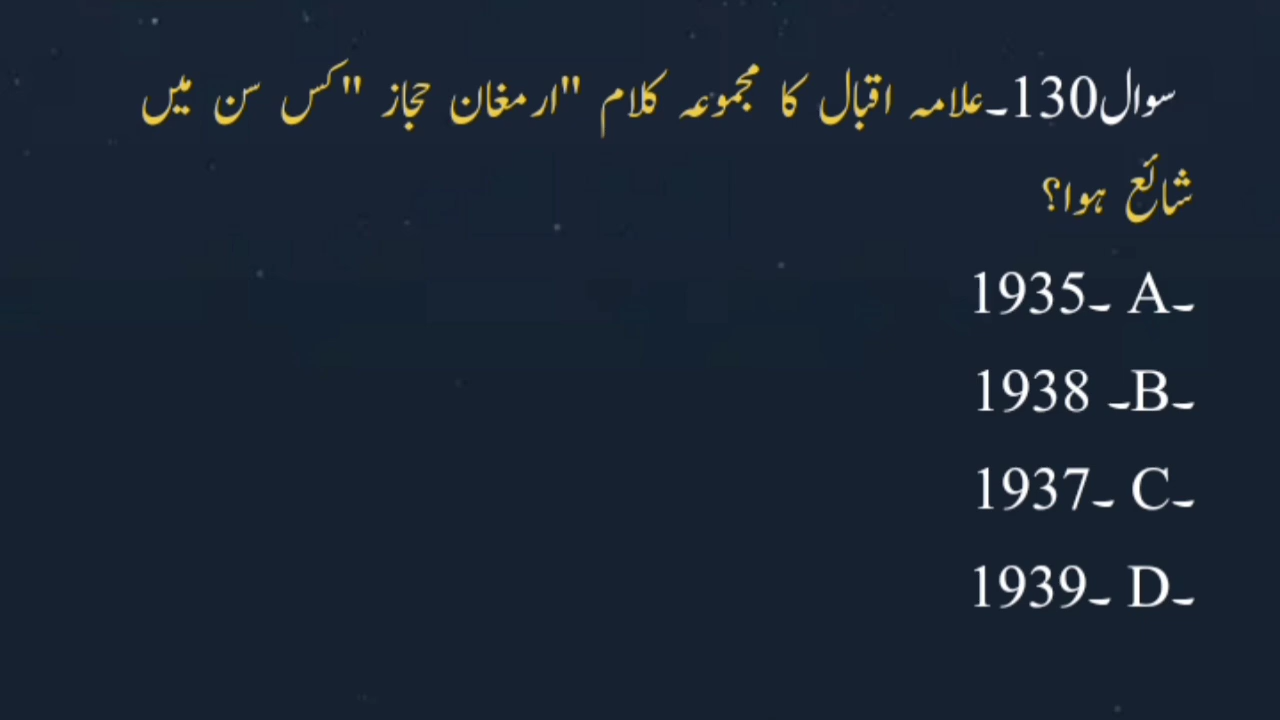 سوال130۔علامہ اقبال کا مجموعہ کلام "ارمغان حجاز "کس سن میں
شائع ہوا؟
۔A ۔1935
۔B۔ 1938
۔C ۔1937
۔D ۔1939